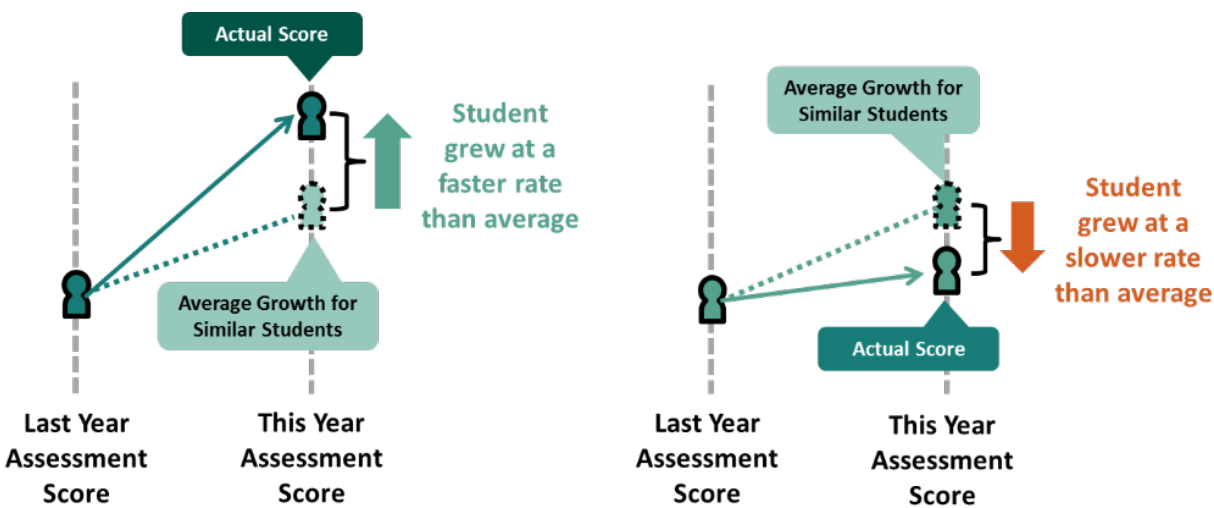 Actual Score
Student
grew at a
faster rate
than average
Average Growth for
Similar Students
Last Year
Assessment
Score
This Year
Assessment
Score
Average Growth for
Similar Students
Student
grew at a
slower rate
than average
Actual Score
Last Year
Assessment
Score
This Year
Assessment
Score